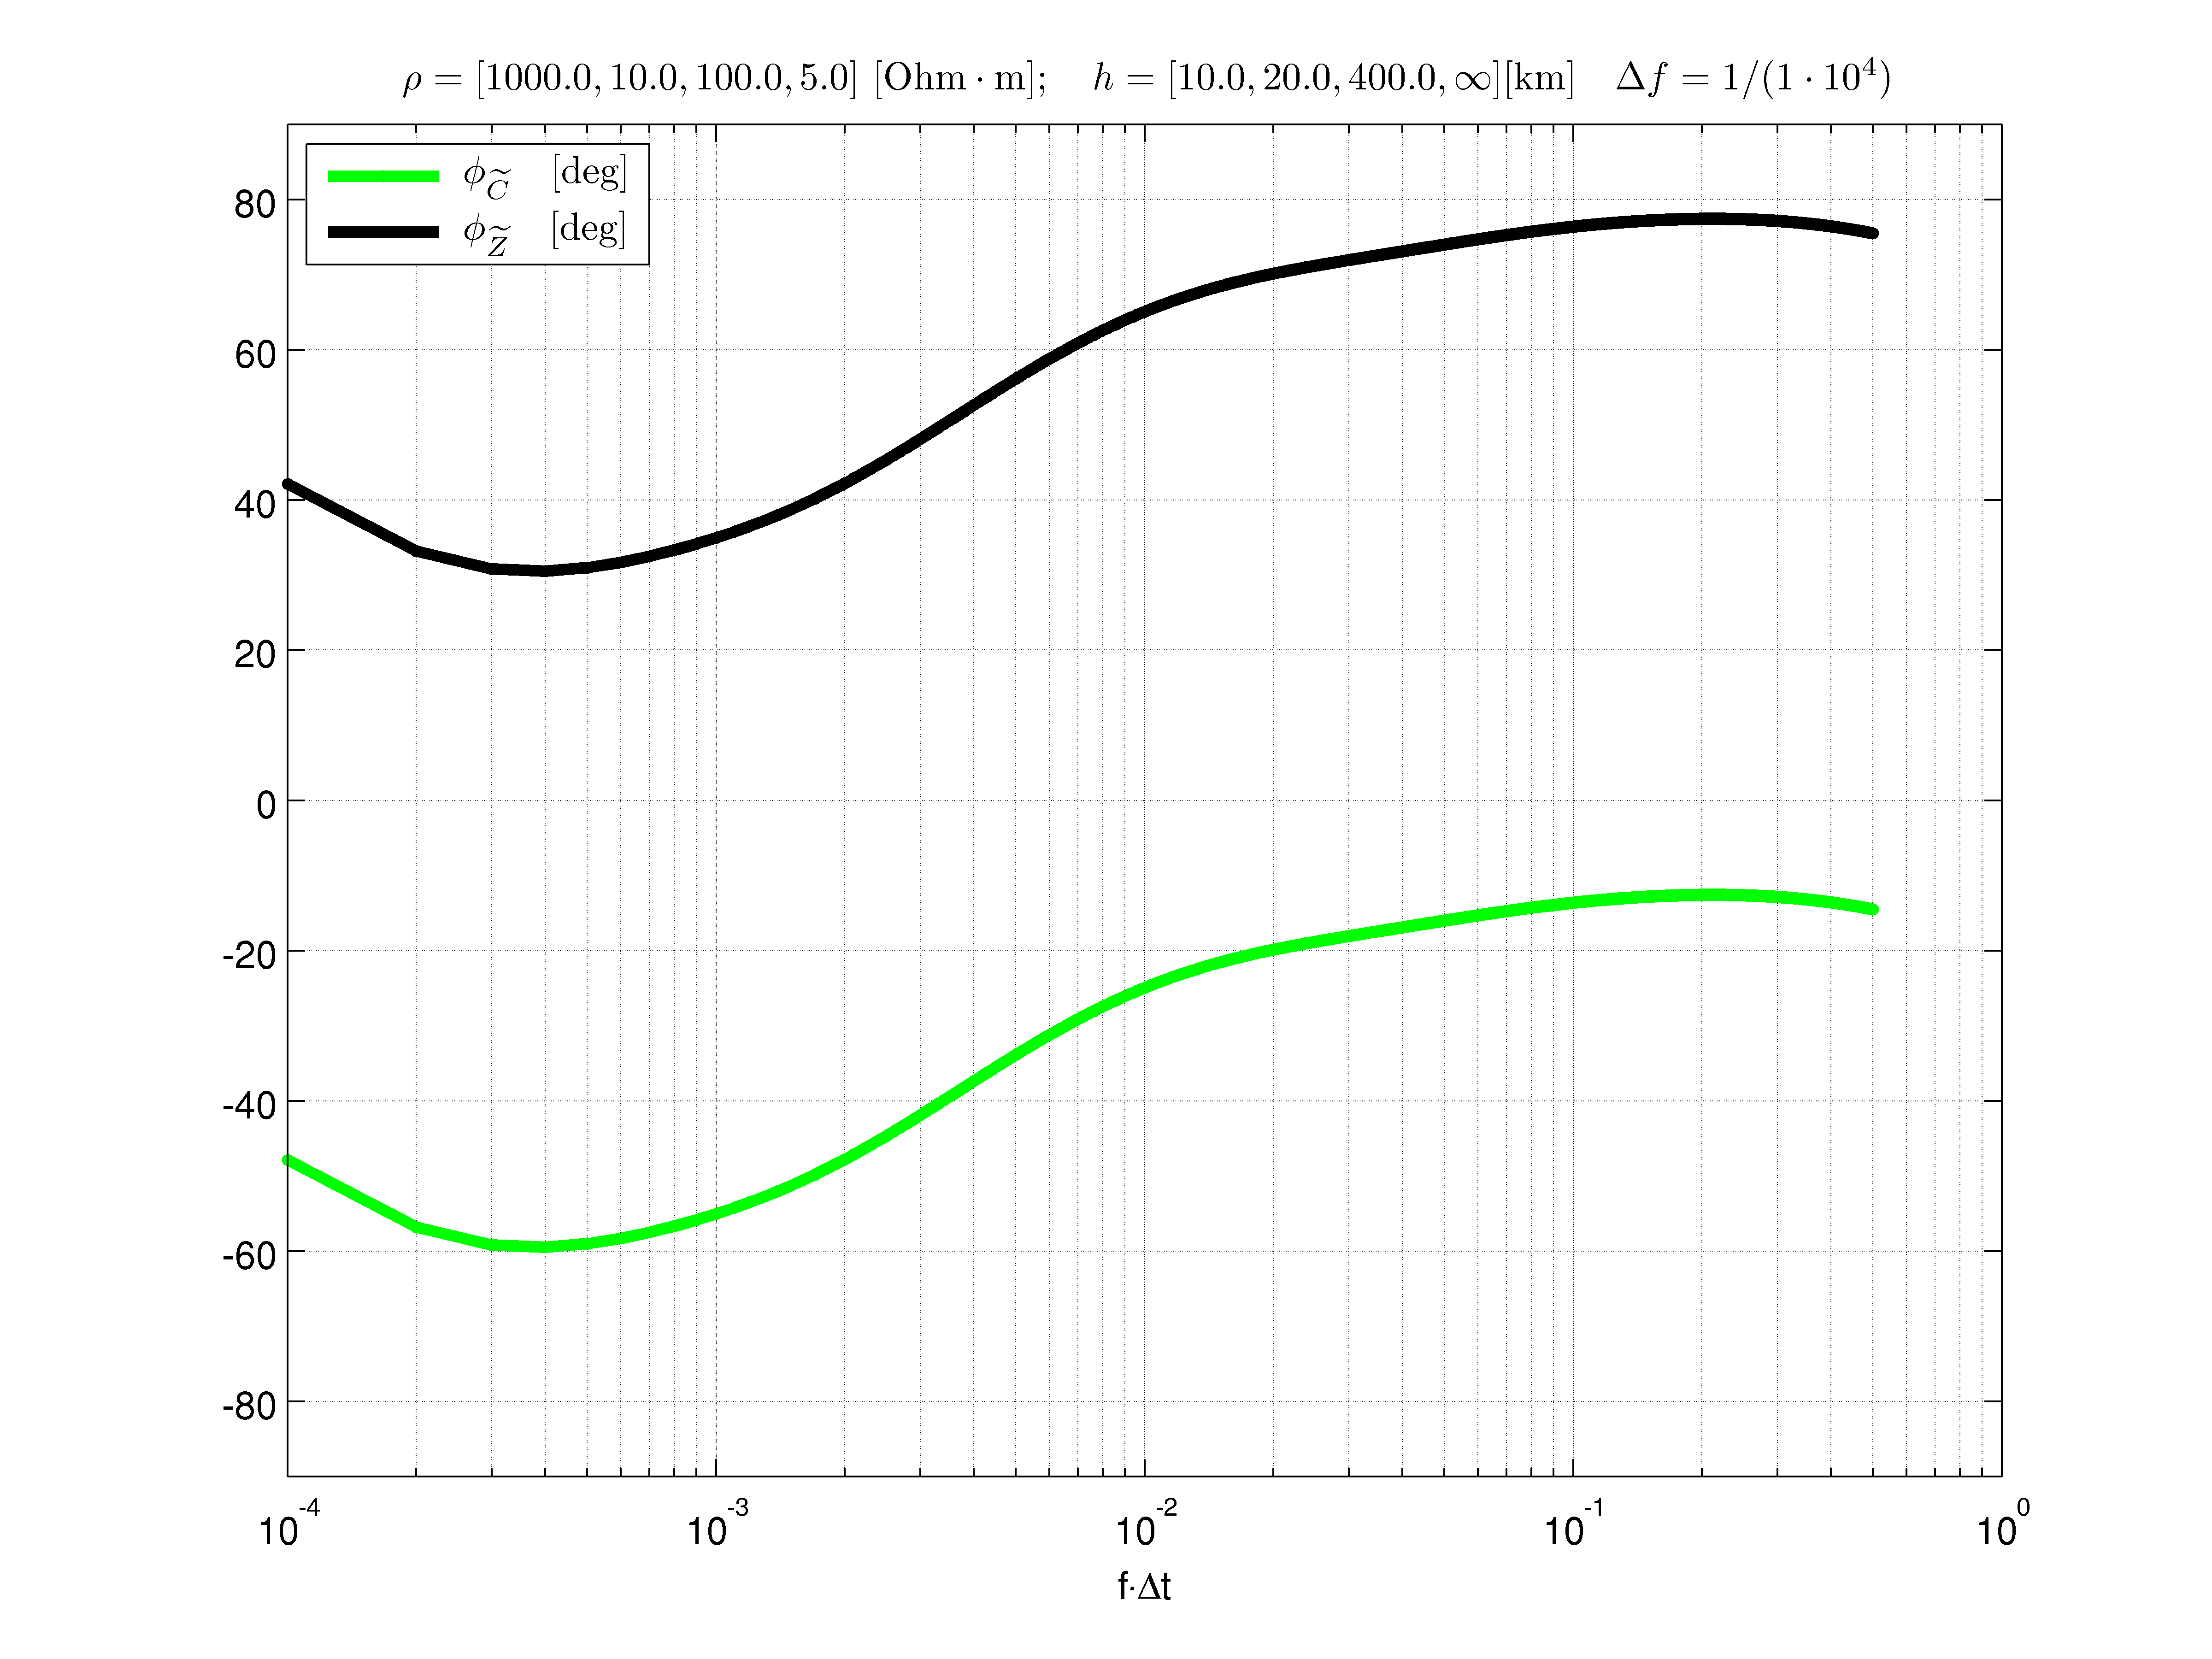 ρ = [1000.0, 10.0, 100.0, 5.0] [Ohm · m]; h = [10.0, 20.0, 400.0, ∞][km] Δf = 1/(1 · 10⁴)
ϕ_C̃ [deg]
ϕ_Z̃ [deg]
80
60
40
20
0
-20
-40
-60
-80
10⁻⁴ 10⁻³ 10⁻² 10⁻¹ 10⁰
f·Δt